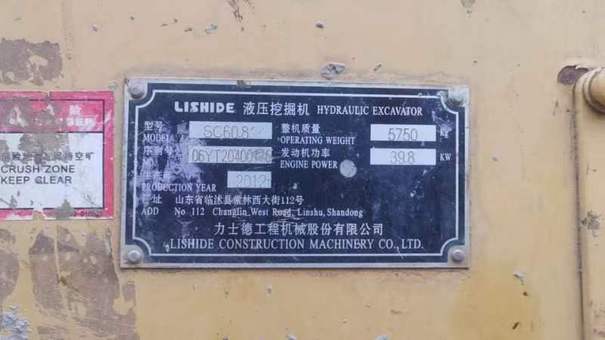 LISHIDE 液压挖掘机 HYDRAULIC EXCAVATOR
型号 SC60.8 整机质量 5750 KG
MODEL OPERATING WEIGHT
发动机功率 39.8 KW
NO. ENGINE POWER
PRODUCTION YEAR 2012
地 址 山东省临沭县常林西大街112号
ADD No 112 Changlin West Road, Linshu, Shandong
力士德工程机械股份有限公司
LISHIDE CONSTRUCTION MACHINERY CO., LTD.
CRUSH ZONE
KEEP CLEAR